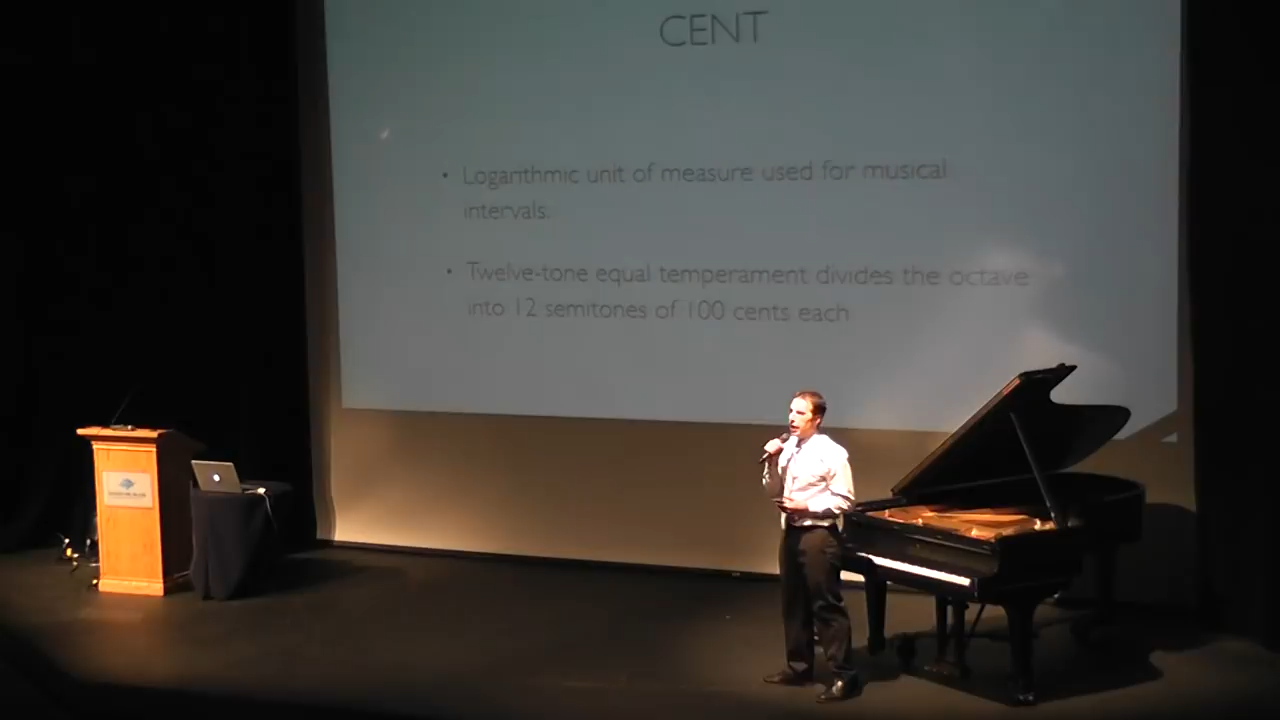 CENT
• Logarithmic unit of measure used for musical
intervals.
• Twelve-tone equal temperament divides the octave
into 12 semitones of 100 cents each